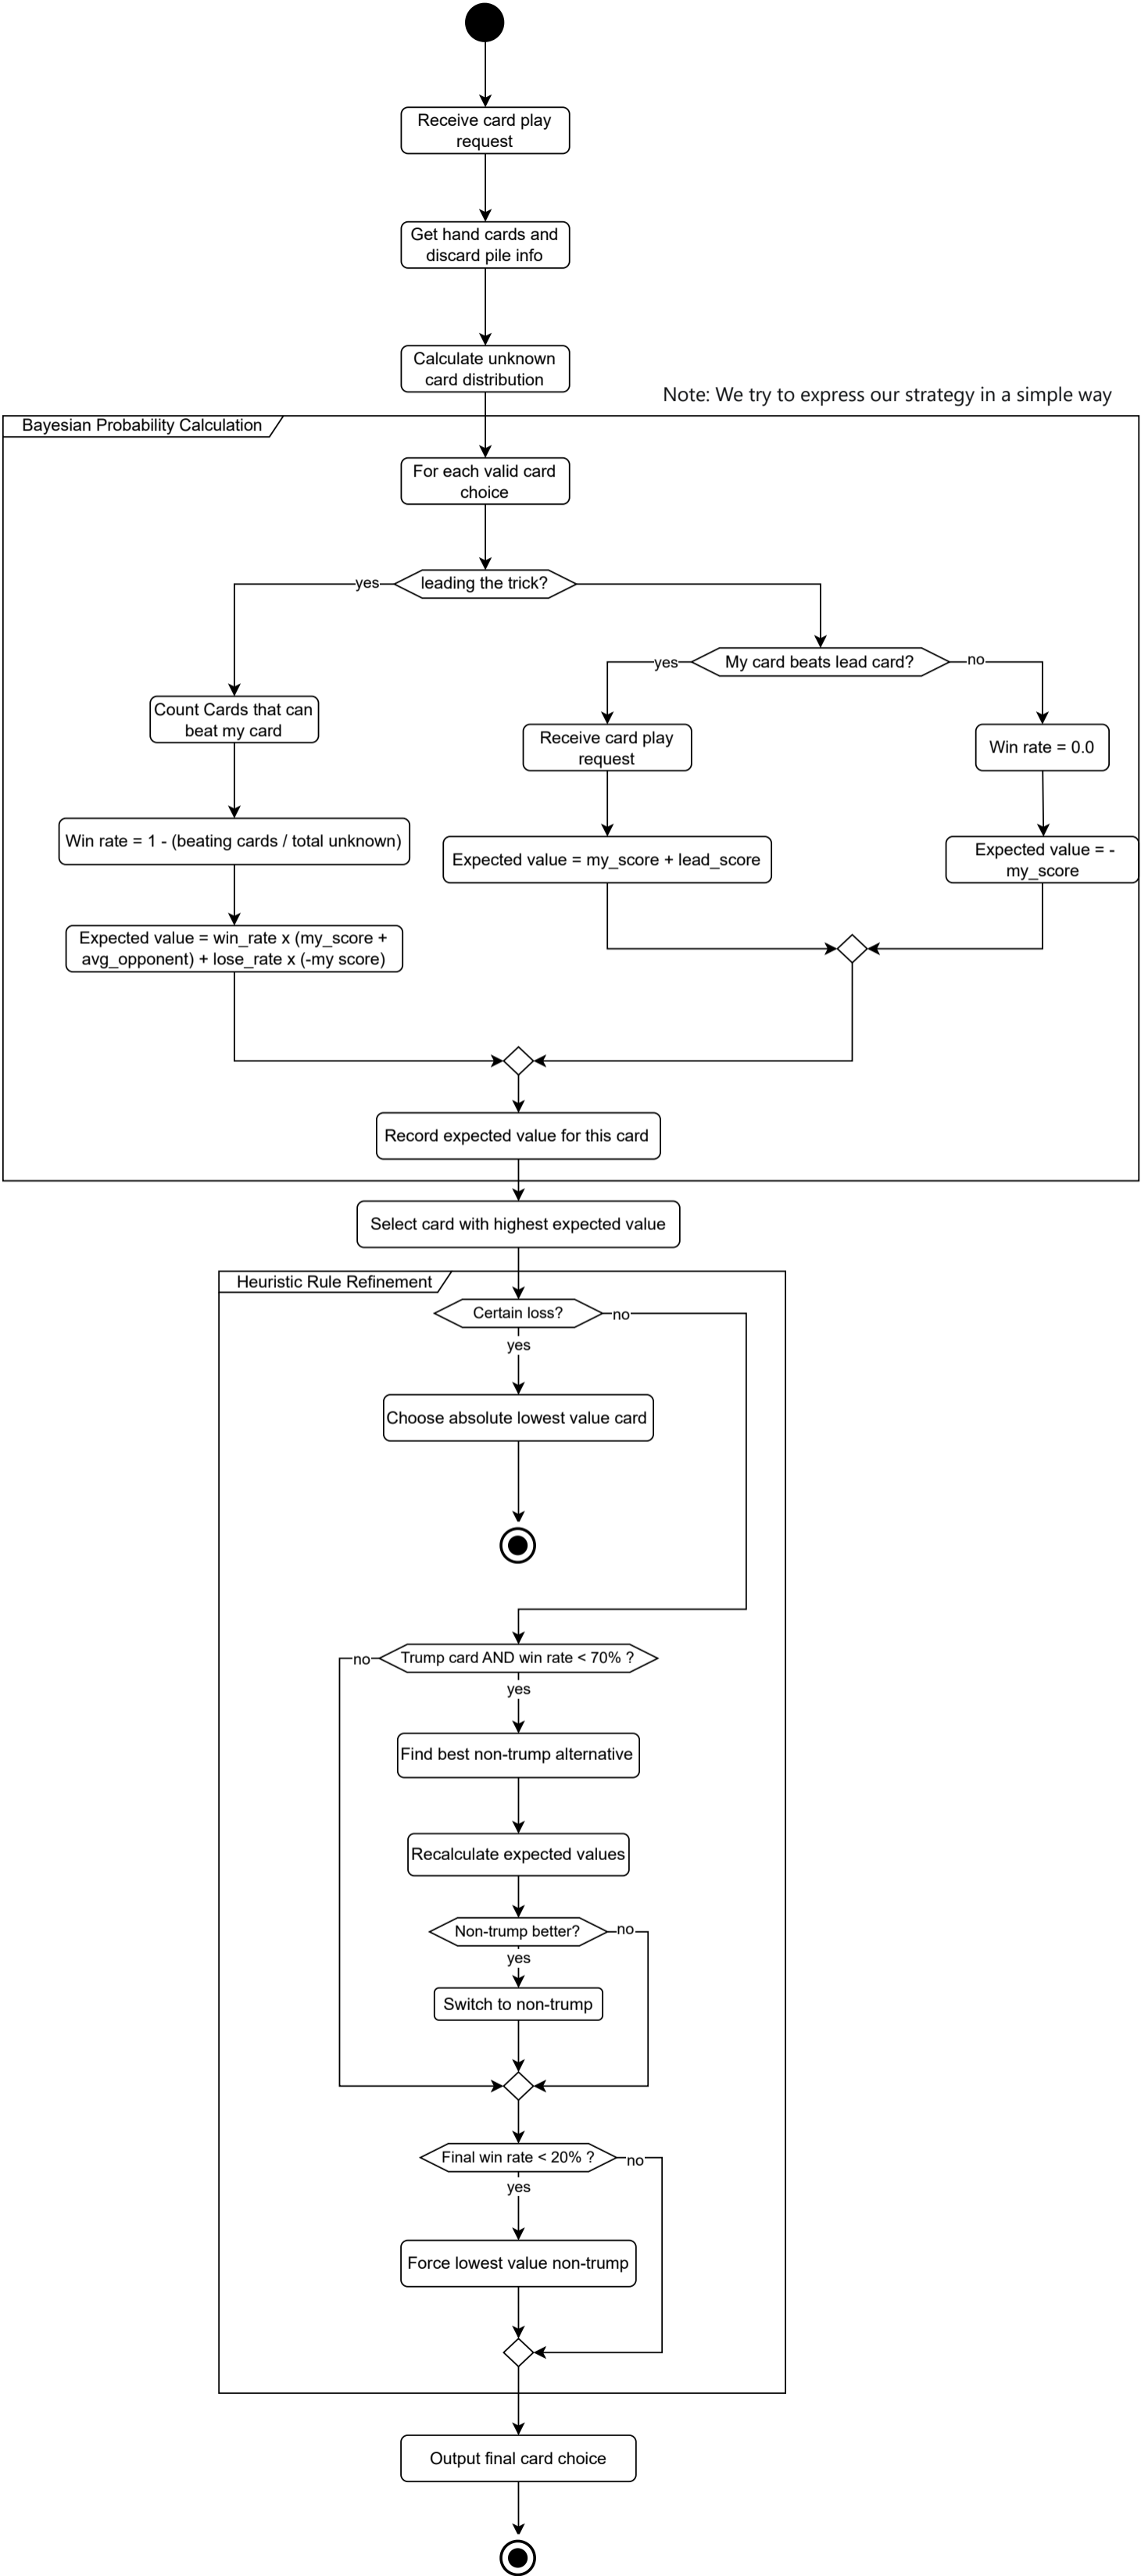 Receive card play
request
Get hand cards and
discard pile info
Calculate unknown
card distribution
Note: We try to express our strategy in a simple way
Bayesian Probability Calculation
For each valid card
choice
yes
leading the trick?
yes
My card beats lead card?
no
Count Cards that can
beat my card
Receive card play
request
Win rate = 0.0
Win rate = 1 - (beating cards / total unknown)
Expected value = my_score + lead_score
Expected value = -
my_score
Expected value = win_rate x (my_score +
avg_opponent) + lose_rate x (-my score)
Record expected value for this card
Select card with highest expected value
Heuristic Rule Refinement
Certain loss?
no
yes
Choose absolute lowest value card
no
Trump card AND win rate < 70% ?
yes
Find best non-trump alternative
Recalculate expected values
Non-trump better?
no
yes
Switch to non-trump
Final win rate < 20% ?
no
yes
Force lowest value non-trump
Output final card choice